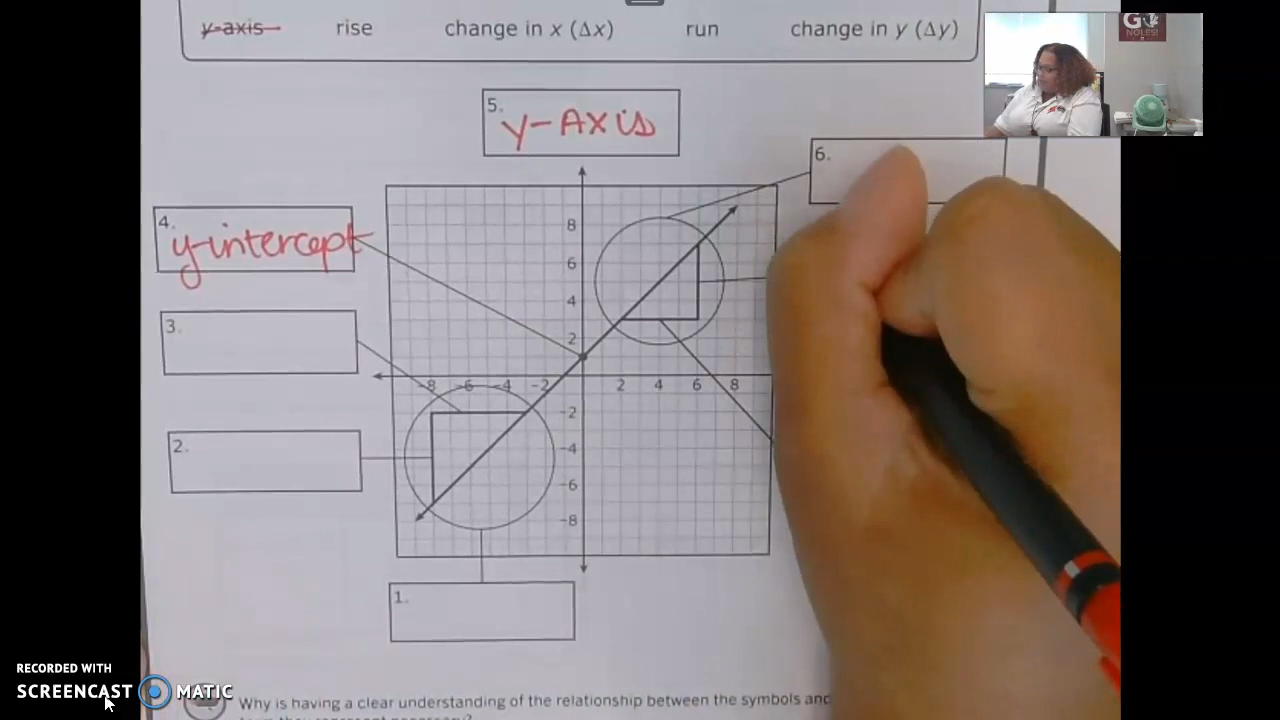 y-axis rise change in x (Δx) run change in y (Δy)
GO
NOLES!
5.
y-Axis
6.
4.
y-intercept
3.
2.
8
6
4
2
-8 -6 -4 -2 2 4 6 8
-2
-4
-6
-8
1.
RECORDED WITH
SCREENCAST MATIC
Why is having a clear understanding of the relationship between the symbols and